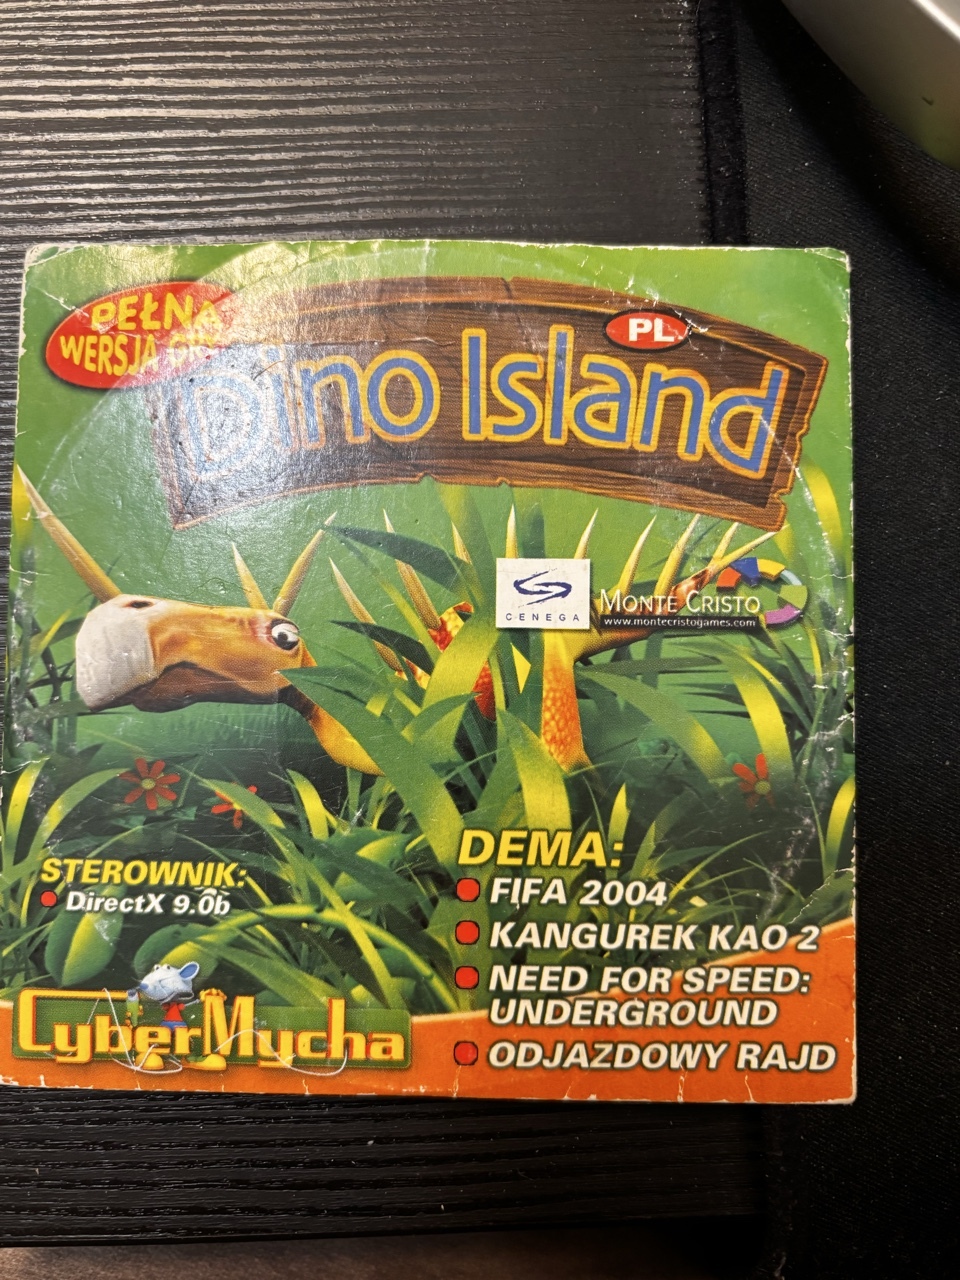 PEŁNA
WERSJA
Dino Island
PL
CENEGA
MONTE CRISTO
www.montecristogames.com
STEROWNIK:
DirectX 9.0b
DEMA:
FIFA 2004
KANGUREK KAO 2
NEED FOR SPEED:
UNDERGROUND
ODJAZDOWY RAJD
CyberMycha